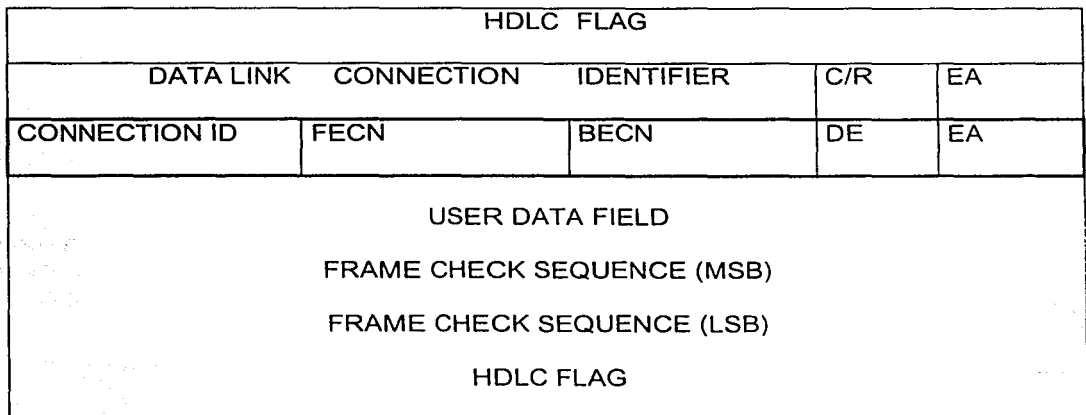 HDLC FLAG
DATA LINK CONNECTION IDENTIFIER C/R EA
CONNECTION ID FECN BECN DE EA
USER DATA FIELD
FRAME CHECK SEQUENCE (MSB)
FRAME CHECK SEQUENCE (LSB)
HDLC FLAG